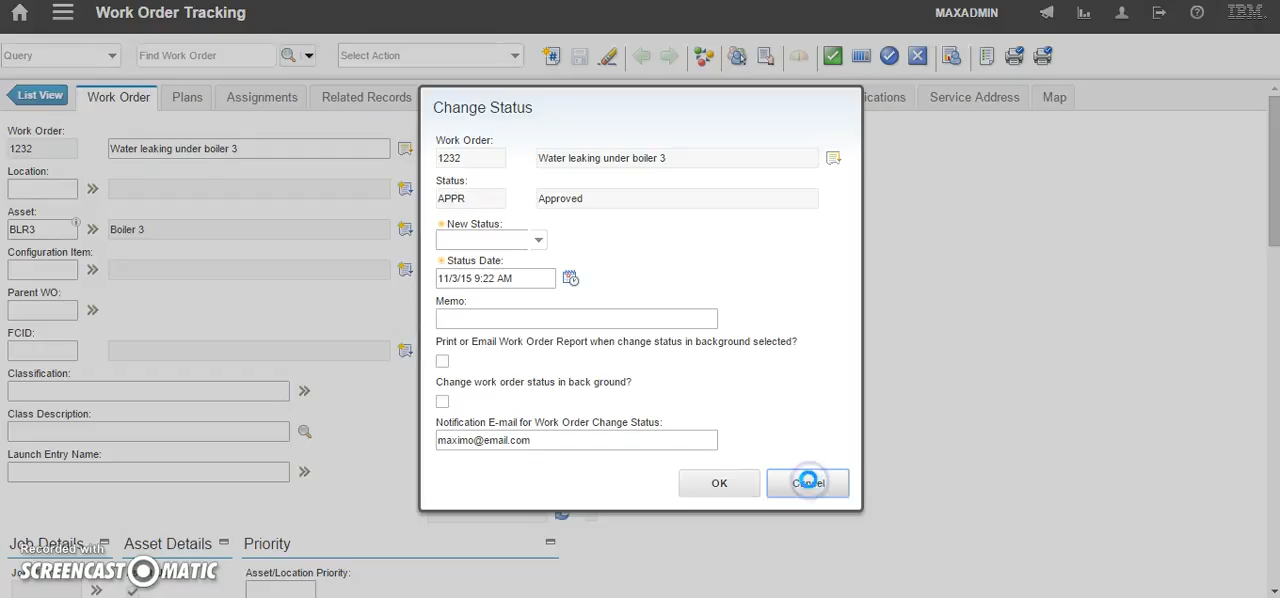 Work Order Tracking
MAXADMIN
IBM.
Query
Find Work Order
Select Action
List View
Work Order
Plans
Assignments
Related Records
ications
Service Address
Map
Work Order:
1232
Water leaking under boiler 3
Location:
Asset:
BLR3
Boiler 3
Configuration Item:
Parent WO:
FCID:
Classification:
Class Description:
Launch Entry Name:
Job Details
Asset Details
Priority
Asset/Location Priority:
Change Status
Work Order:
1232
Water leaking under boiler 3
Status:
APPR
Approved
New Status:
Status Date:
11/3/15 9:22 AM
Memo:
Print or Email Work Order Report when change status in background selected?
Change work order status in back ground?
Notification E-mail for Work Order Change Status:
maximo@email.com
OK
Cancel
Recorded with
SCREENCAST-O-MATIC